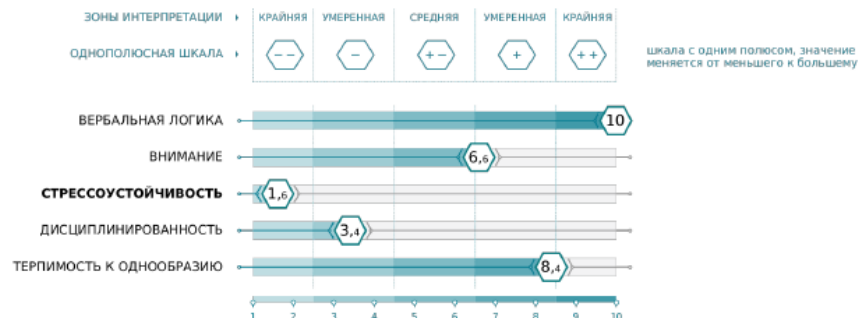 ЗОНЫ ИНТЕРПРЕТАЦИИ КРАЙНЯЯ УМЕРЕННАЯ СРЕДНЯЯ УМЕРЕННАЯ КРАЙНЯЯ
ОДНОПОЛЮСНАЯ ШКАЛА − − − + − + + +
шкала с одним полюсом, значение
меняется от меньшего к большему
ВЕРБАЛЬНАЯ ЛОГИКА 10
ВНИМАНИЕ 6,6
СТРЕССОУСТОЙЧИВОСТЬ 1,6
ДИСЦИПЛИНИРОВАННОСТЬ 3,4
ТЕРПИМОСТЬ К ОДНООБРАЗИЮ 8,4
1 2 3 4 5 6 7 8 9 10